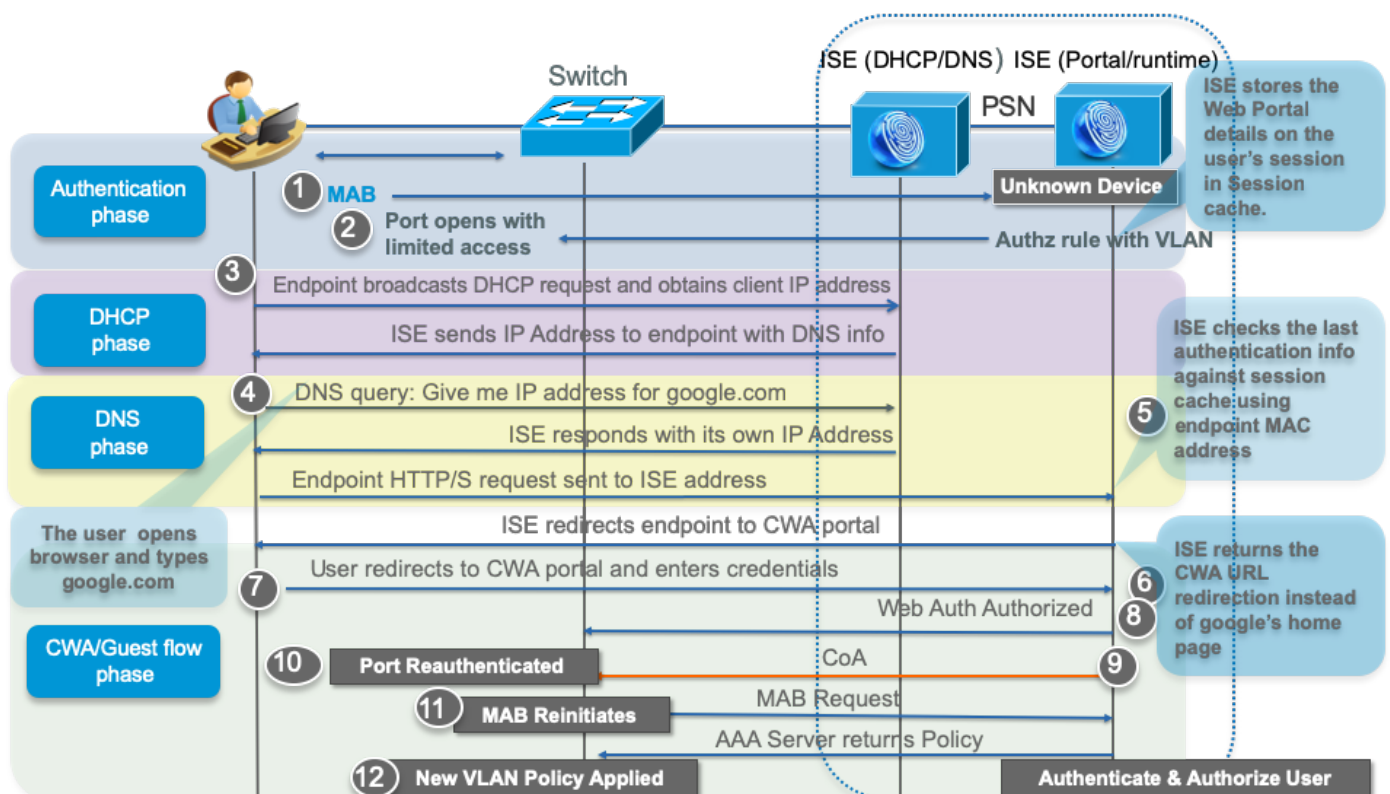 ISE (DHCP/DNS) ISE (Portal/runtime)
Switch
PSN
ISE stores the
Web Portal
details on the
user's session
in Session
cache.
Authentication
phase
1
MAB
Unknown Device
2
Port opens with
limited access
Authz rule with VLAN
3
Endpoint broadcasts DHCP request and obtains client IP address
DHCP
phase
ISE sends IP Address to endpoint with DNS info
ISE checks the last
authentication info
against session
cache using
endpoint MAC
address
4
DNS query: Give me IP address for google.com
5
DNS
phase
ISE responds with its own IP Address
Endpoint HTTP/S request sent to ISE address
The user opens
browser and types
google.com
ISE redirects endpoint to CWA portal
ISE returns the
CWA URL
redirection instead
of google's home
page
6
7
User redirects to CWA portal and enters credentials
Web Auth Authorized
8
CWA/Guest flow
phase
10
Port Reauthenticated
CoA
9
11
MAB Reinitiates
MAB Request
AAA Server returns Policy
12
New VLAN Policy Applied
Authenticate & Authorize User